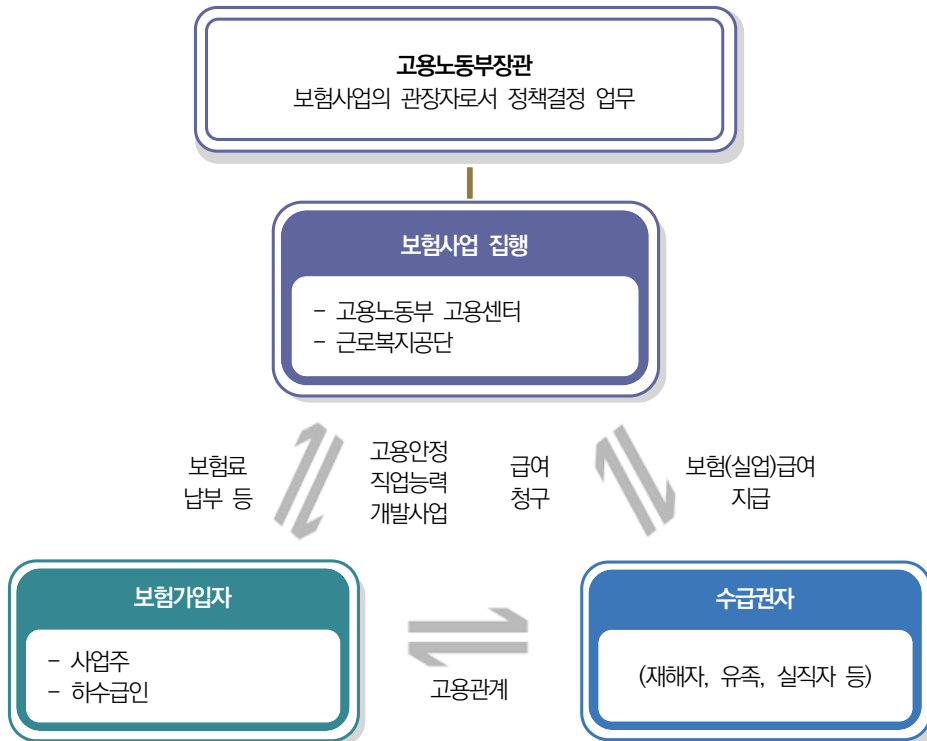 고용노동부장관
보험사업의 관장자로서 정책결정 업무
보험사업 집행
- 고용노동부 고용센터
- 근로복지공단
보험료
납부 등
고용안정
직업능력
개발사업
급여
청구
보험(실업)급여
지급
보험가입자
- 사업주
- 하수급인
고용관계
수급권자
(재해자, 유족, 실직자 등)